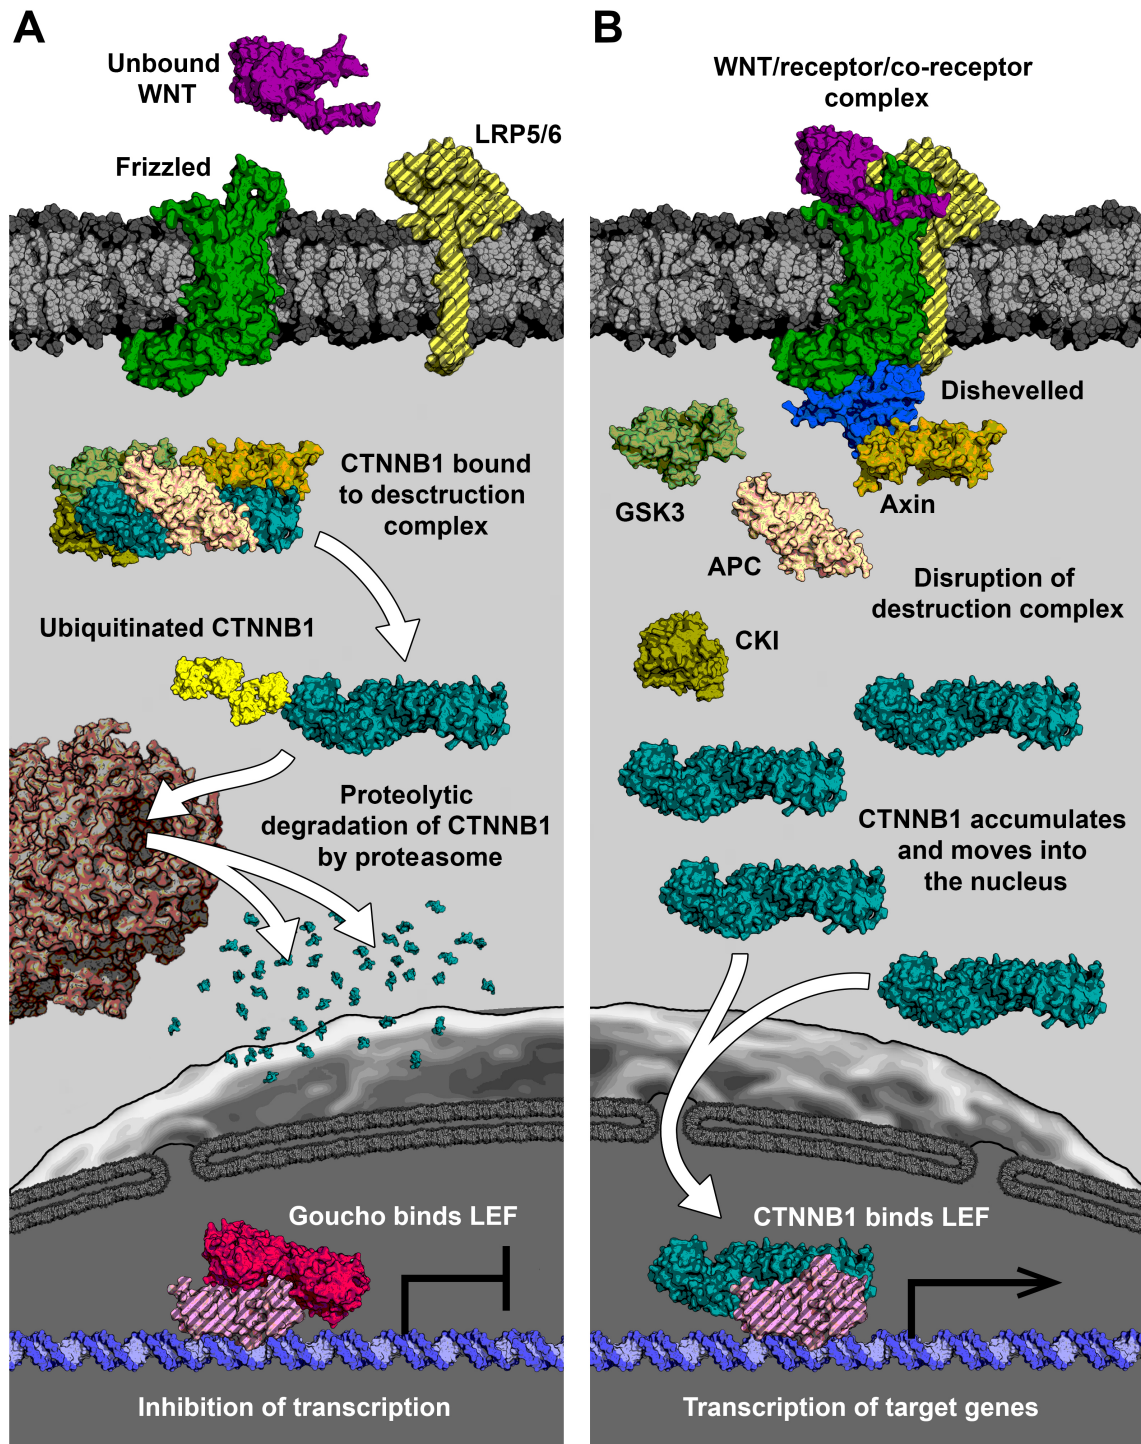 A
Unbound
WNT
LRP5/6
Frizzled
CTNNB1 bound
to desctruction
complex
Ubiquitinated CTNNB1
Proteolytic
degradation of CTNNB1
by proteasome
Goucho binds LEF
Inhibition of transcription
B
WNT/receptor/co-receptor
complex
Dishevelled
GSK3
Axin
APC
Disruption of
destruction complex
CKI
CTNNB1 accumulates
and moves into
the nucleus
CTNNB1 binds LEF
Transcription of target genes